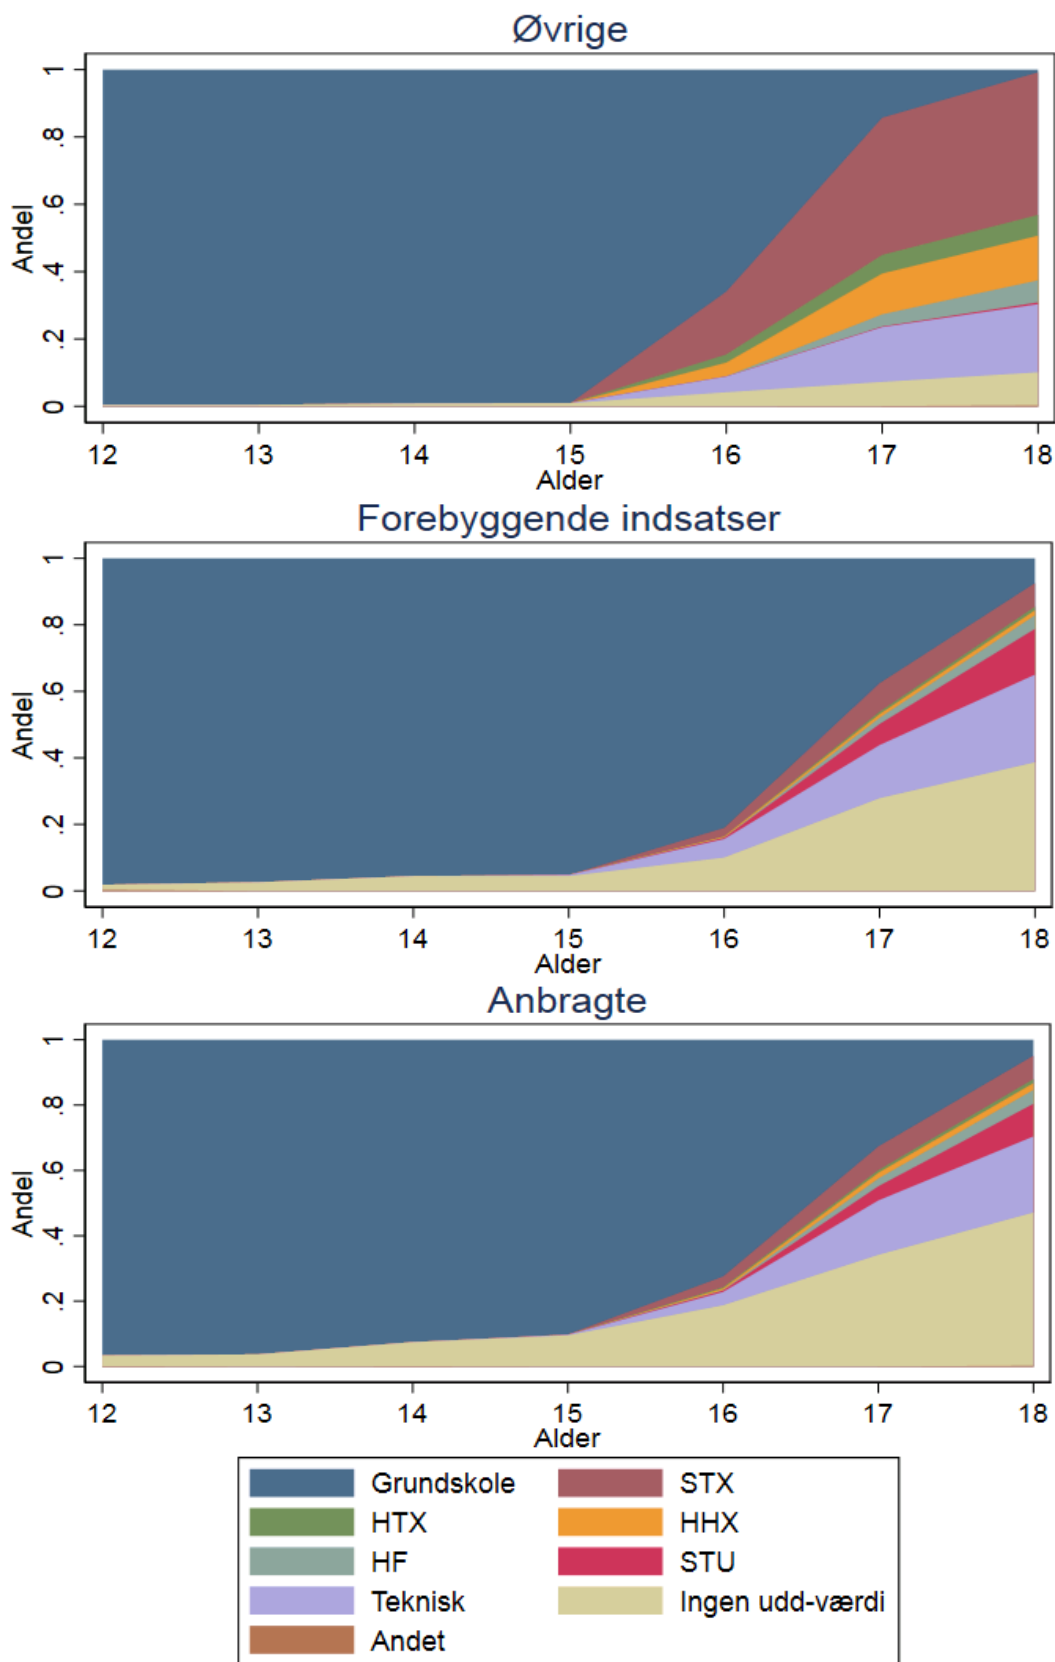 Øvrige
1
.8
.6
.4
.2
0
Andel
12 13 14 15 16 17 18
Alder
Forebyggende indsatser
1
.8
.6
.4
.2
0
Andel
12 13 14 15 16 17 18
Alder
Anbragte
1
.8
.6
.4
.2
0
Andel
12 13 14 15 16 17 18
Alder
Grundskole STX
HTX HHX
HF STU
Teknisk Ingen udd-værdi
Andet